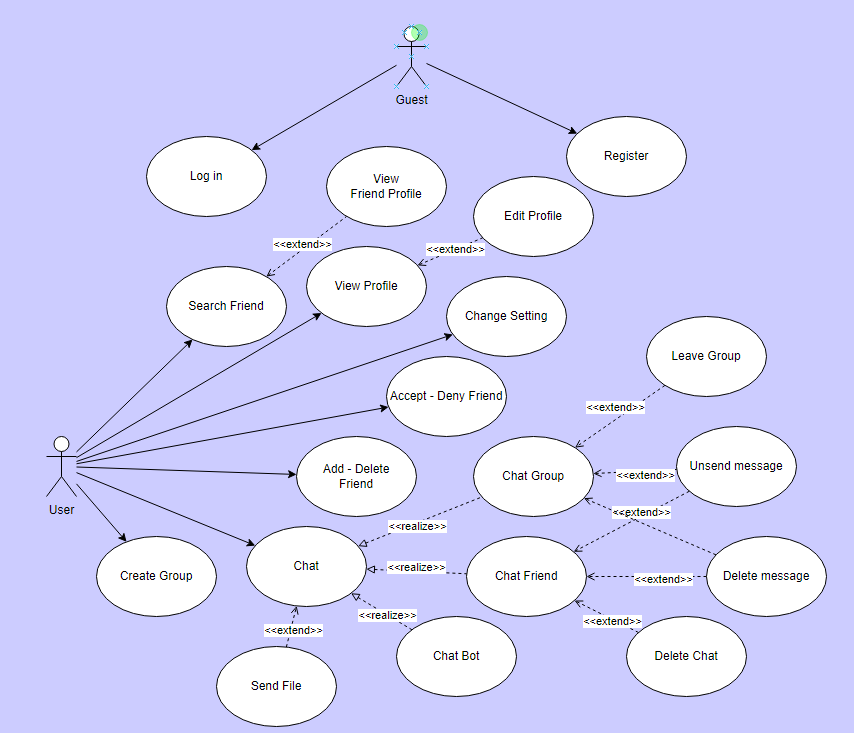 Guest
Log in
Register
View
Friend Profile
Edit Profile
<<extend>>
<<extend>>
View Profile
Search Friend
Change Setting
Leave Group
Accept - Deny Friend
<<extend>>
Add - Delete
Friend
Chat Group
Unsend message
<<extend>>
User
<<extend>>
<<realize>>
Chat
<<realize>>
Create Group
Chat Friend
<<extend>>
Delete message
<<realize>>
<<extend>>
<<extend>>
Chat Bot
Delete Chat
Send File